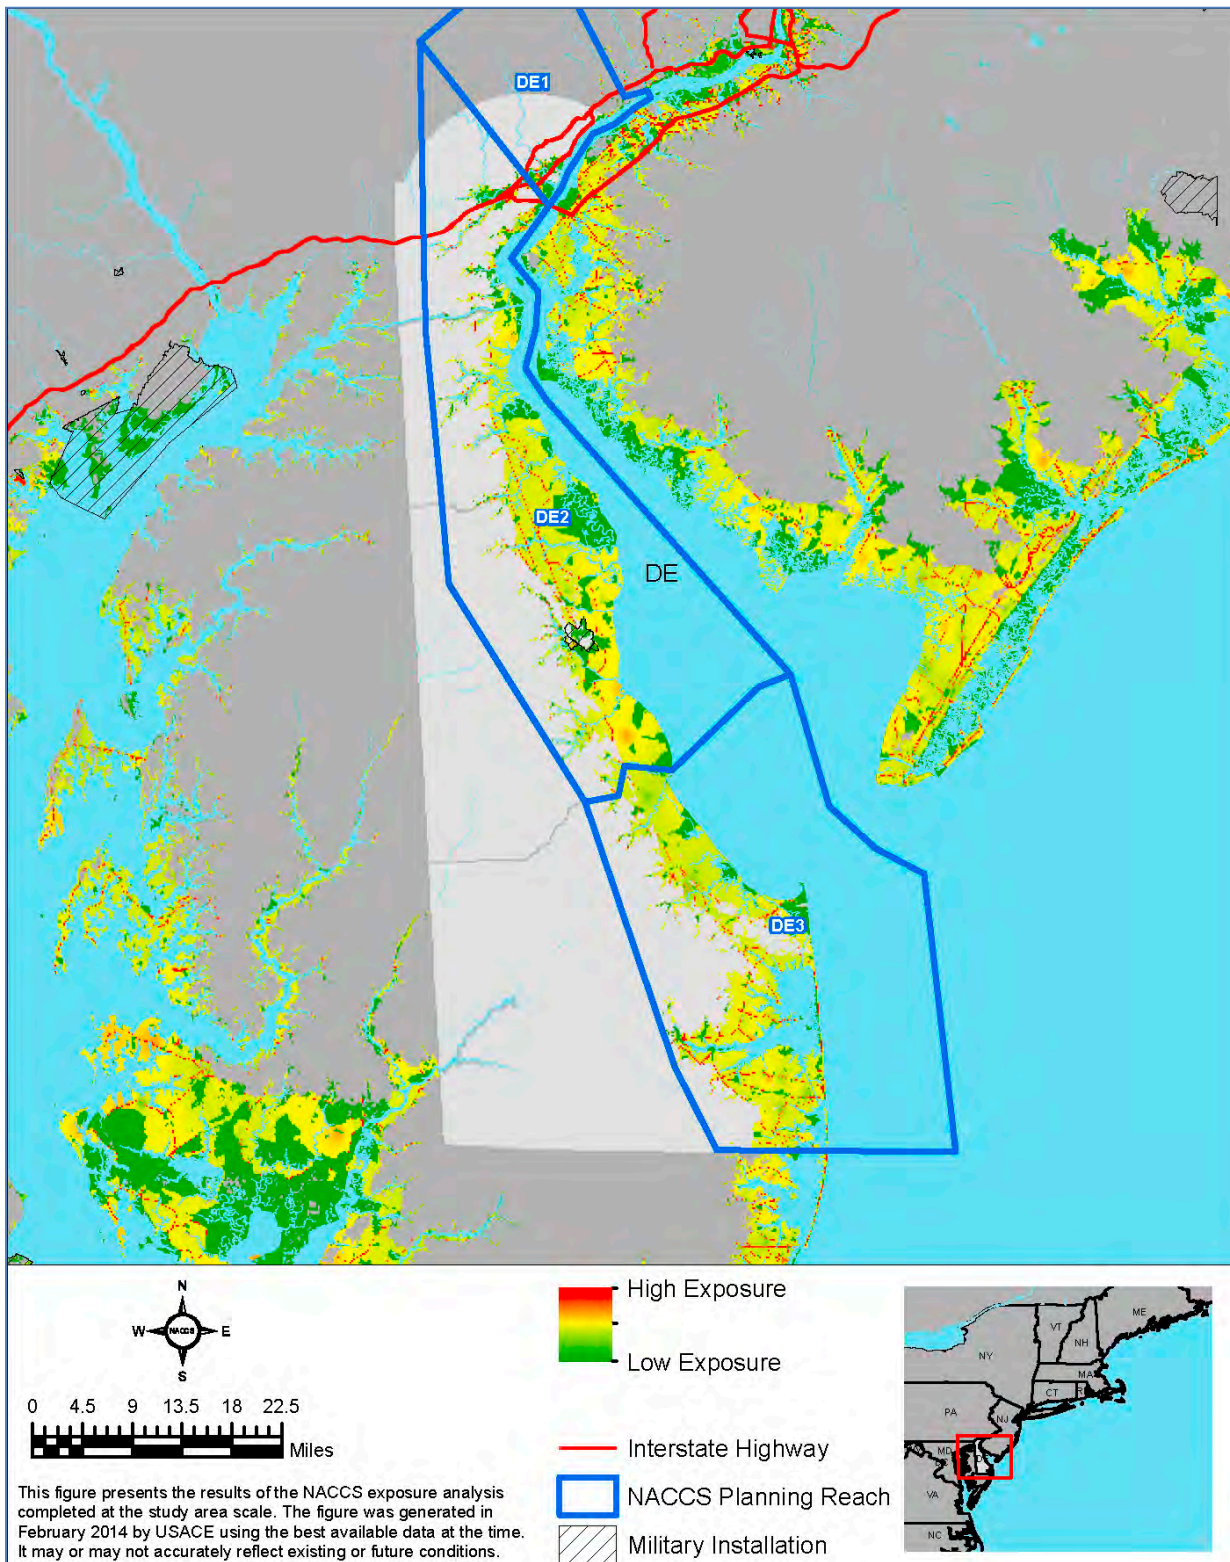 DE1
DE2
DE
DE3
N
W NACCS E
S
0 4.5 9 13.5 18 22.5
Miles
This figure presents the results of the NACCS exposure analysis
completed at the study area scale. The figure was generated in
February 2014 by USACE using the best available data at the time.
It may or may not accurately reflect existing or future conditions.
High Exposure
Low Exposure
Interstate Highway
NACCS Planning Reach
Military Installation
ME
VT
NH
NY
MA
CT
PA
NJ
MD
VA
NC